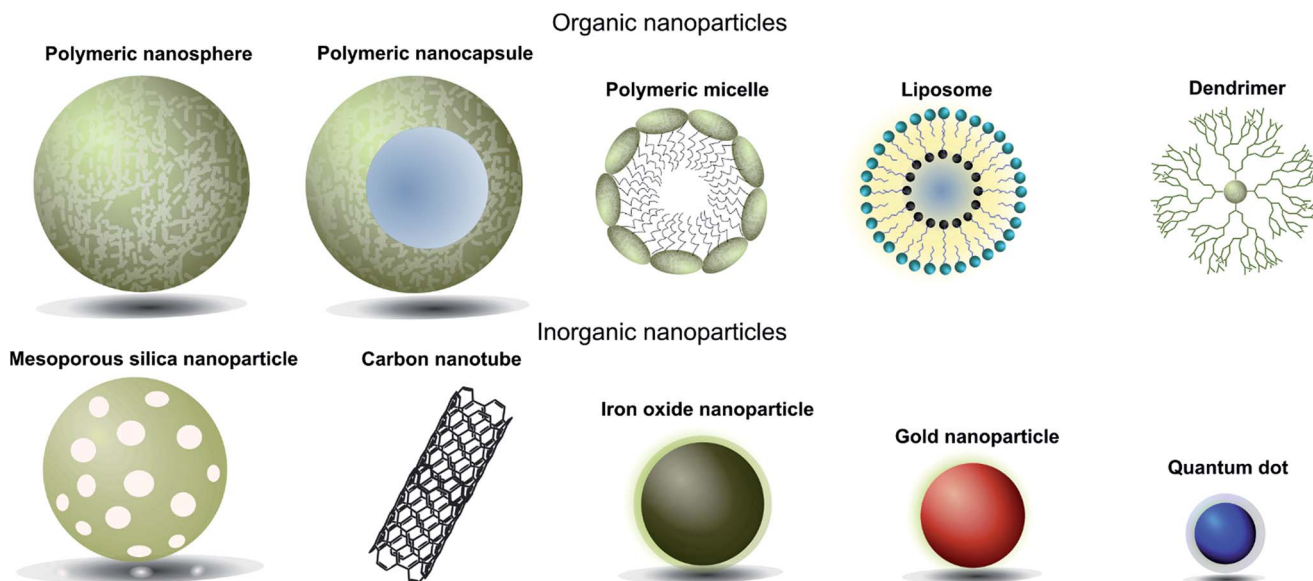 Organic nanoparticles
Polymeric nanosphere
Polymeric nanocapsule
Polymeric micelle
Liposome
Dendrimer
Inorganic nanoparticles
Mesoporous silica nanoparticle
Carbon nanotube
Iron oxide nanoparticle
Gold nanoparticle
Quantum dot